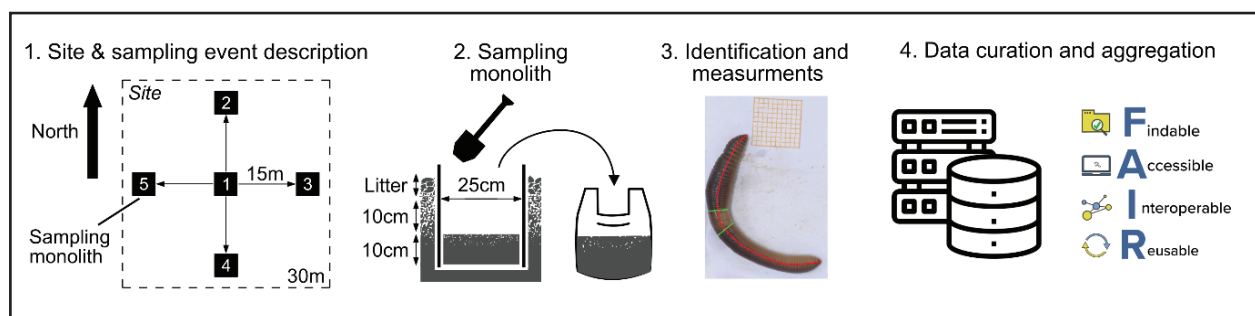 1. Site & sampling event description
Site
North
2
5
1
15m
3
4
Sampling
monolith
30m
2. Sampling
monolith
Litter
25cm
10cm
10cm
3. Identification and
measurments
4. Data curation and aggregation
Findable
Accessible
Interoperable
Reusable